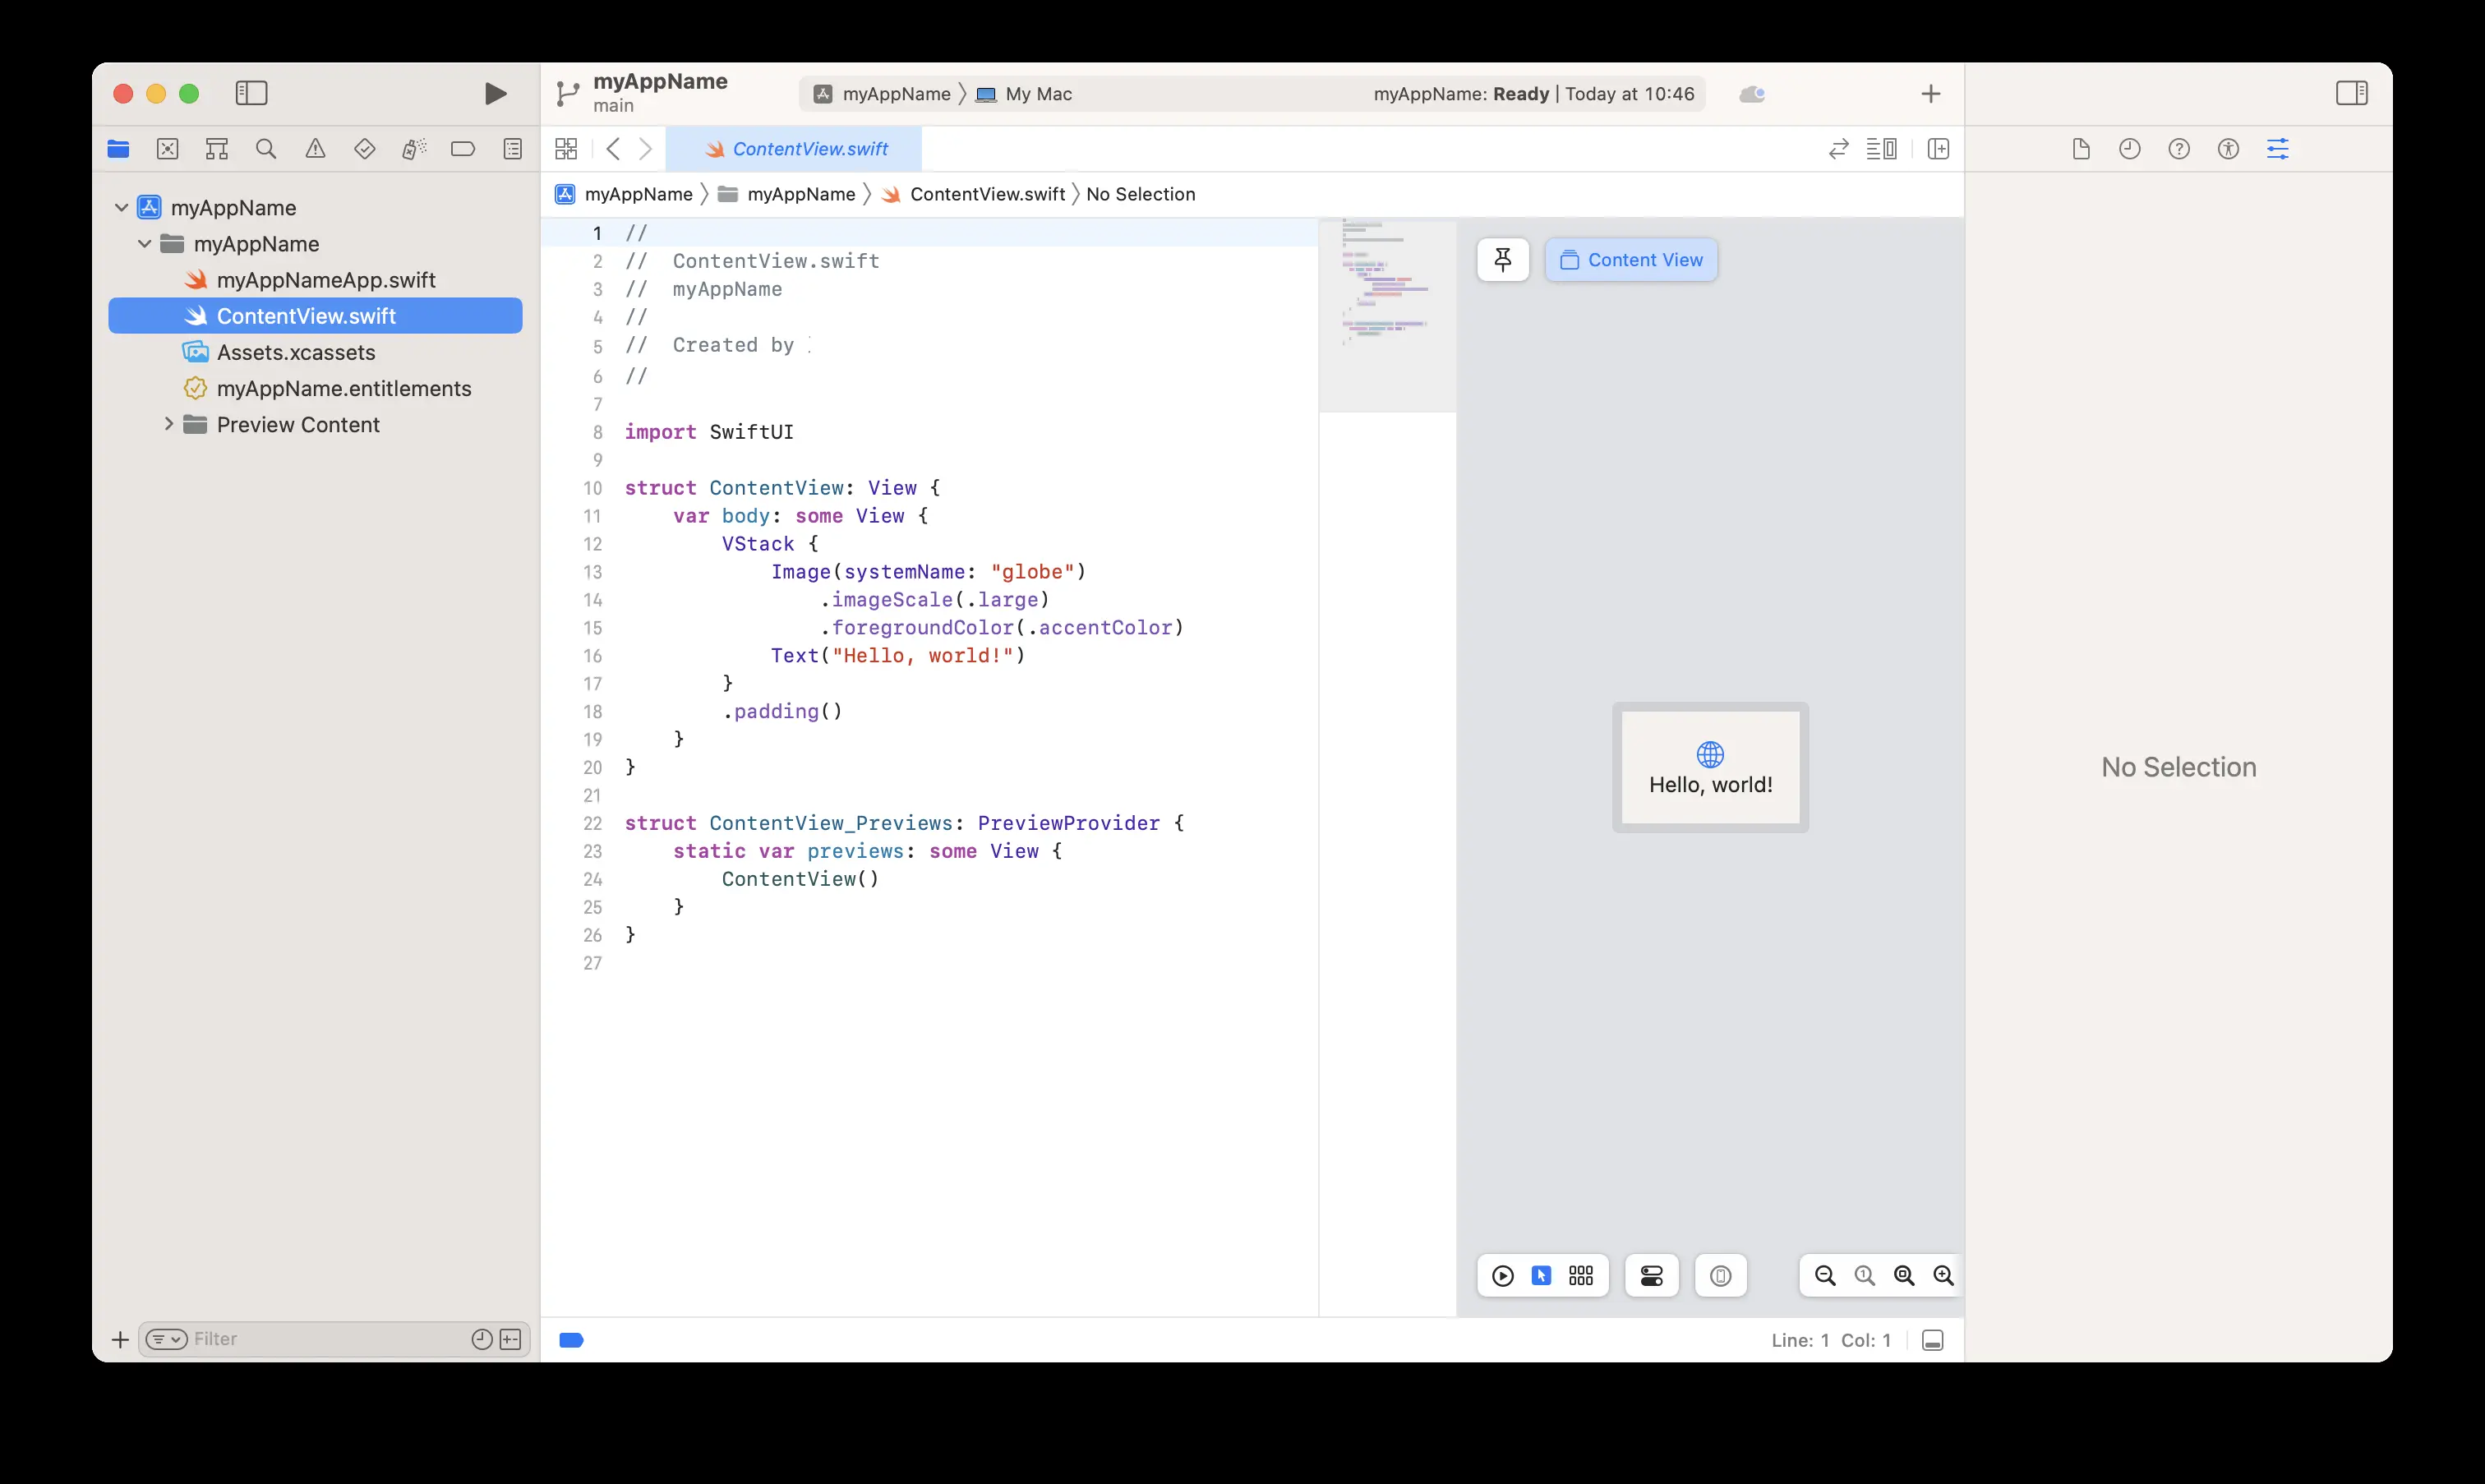 myAppName
main
myAppName 〉 My Mac
myAppName: Ready | Today at 10:46
ContentView.swift
myAppName 〉 myAppName 〉 ContentView.swift 〉 No Selection
myAppName
myAppName
myAppNameApp.swift
ContentView.swift
Assets.xcassets
myAppName.entitlements
Preview Content
1 //
2 //  ContentView.swift
3 //  myAppName
4 //
5 //  Created by
6 //
7
8 import SwiftUI
9
10 struct ContentView: View {
11     var body: some View {
12         VStack {
13             Image(systemName: "globe")
14                 .imageScale(.large)
15                 .foregroundColor(.accentColor)
16             Text("Hello, world!")
17         }
18         .padding()
19     }
20 }
21
22 struct ContentView_Previews: PreviewProvider {
23     static var previews: some View {
24         ContentView()
25     }
26 }
27
Content View
Hello, world!
No Selection
Filter
Line: 1 Col: 1